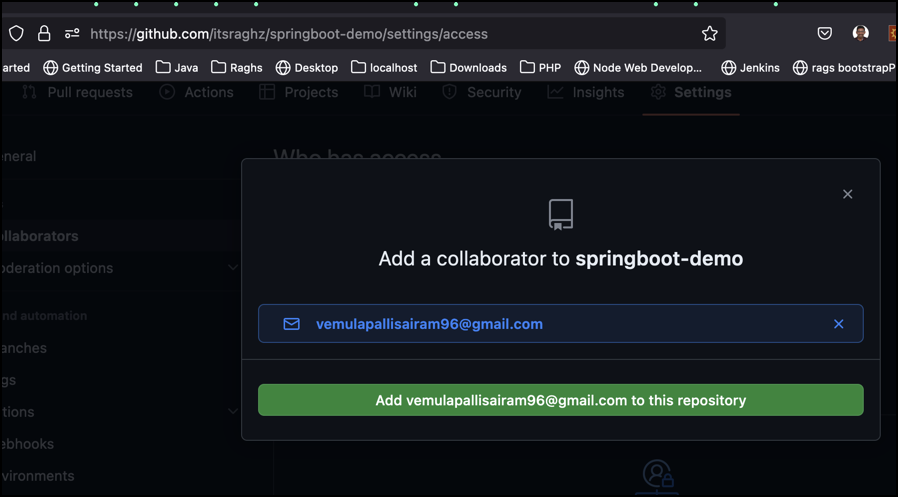 https://github.com/itsraghz/springboot-demo/settings/access
arted Getting Started Java Raghs Desktop localhost Downloads PHP Node Web Develop... Jenkins rags bootstrapP
Pull requests Actions Projects Wiki Security Insights Settings
eneral
Who has access
ollaborators
oderation options
nd automation
anches
gs
tions
ebhooks
vironments
Add a collaborator to springboot-demo
vemulapallisairam96@gmail.com
Add vemulapallisairam96@gmail.com to this repository